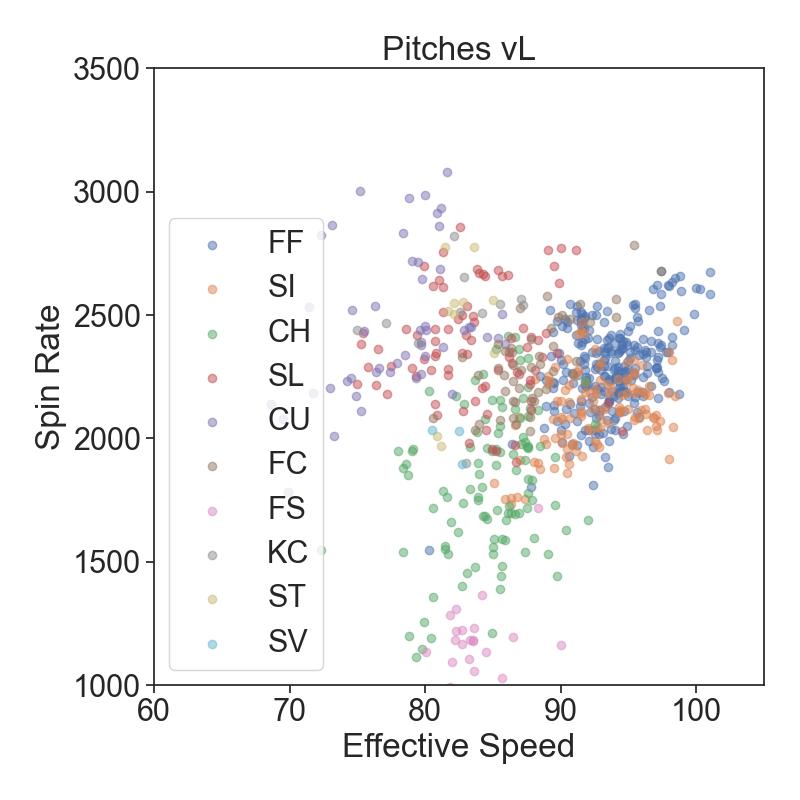 Pitches vL
3500
3000
2500
2000
1500
1000
Spin Rate
FF
SI
CH
SL
CU
FC
FS
KC
ST
SV
60 70 80 90 100
Effective Speed